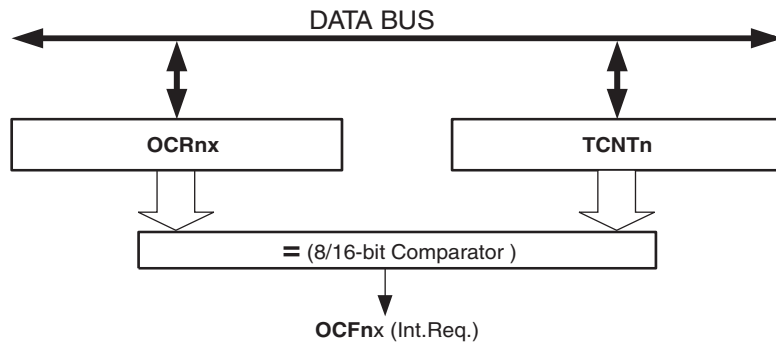 DATA BUS
OCRnx
TCNTn
= (8/16-bit Comparator )
OCFnx (Int.Req.)